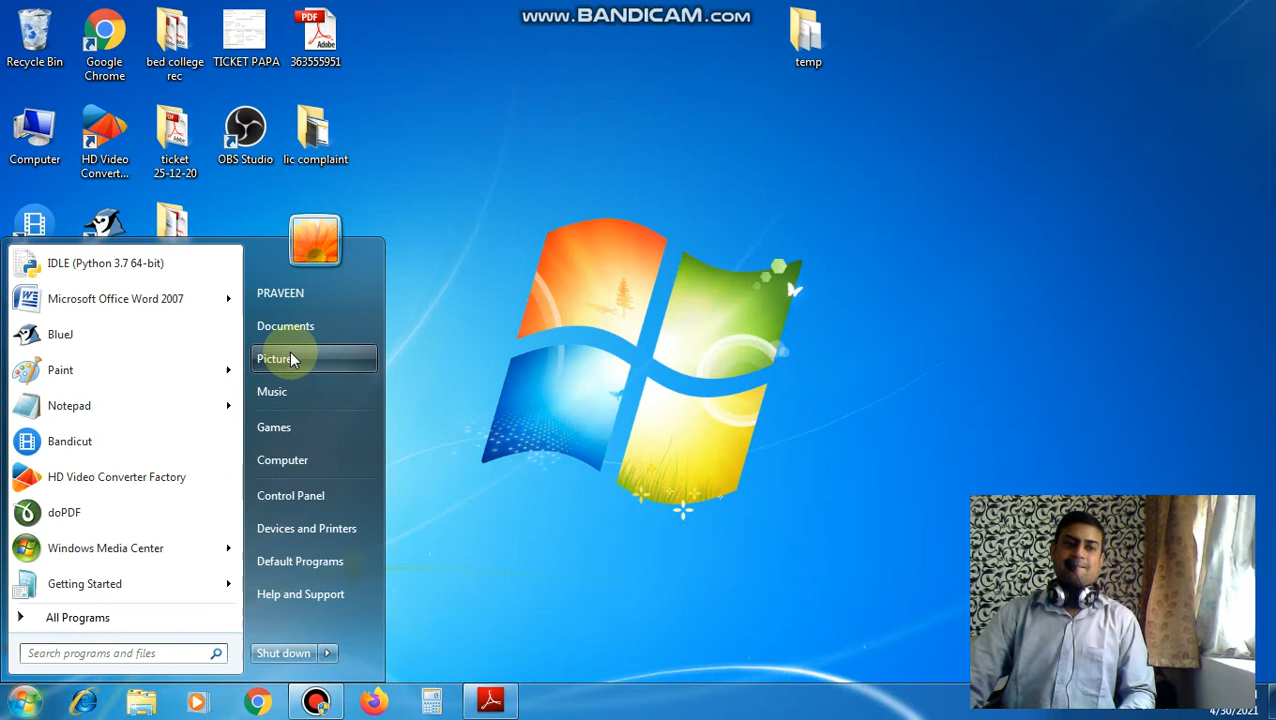 www.BANDICAM.com
Recycle Bin
Google
Chrome
bed college
rec
TICKET PAPA
PDF
Adobe
363555951
temp
Computer
HD Video
Convert...
Adobe
ticket
25-12-20
OBS Studio
lic complaint
IDLE (Python 3.7 64-bit)
Microsoft Office Word 2007
BlueJ
Paint
Notepad
Bandicut
HD Video Converter Factory
doPDF
Windows Media Center
Getting Started
All Programs
Search programs and files
PRAVEEN
Documents
Music
Games
Computer
Control Panel
Devices and Printers
Default Programs
Help and Support
Shut down
4/30/2021